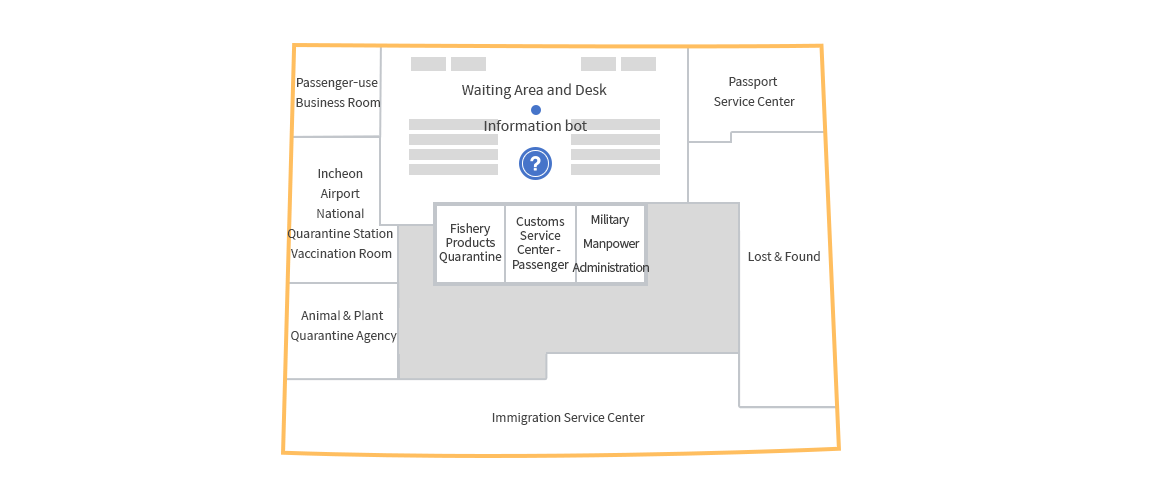 Passenger-use
Business Room
Waiting Area and Desk
Information bot
?
Passport
Service Center
Incheon
Airport
National
Quarantine Station
Vaccination Room
Fishery
Products
Quarantine
Customs
Service
Center -
Passenger
Military
Manpower
Administration
Lost & Found
Animal & Plant
Quarantine Agency
Immigration Service Center